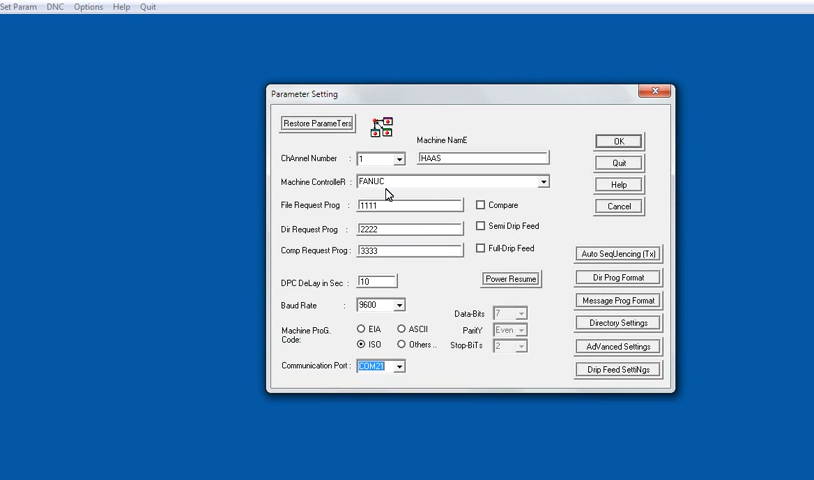 Set Param DNC Options Help Quit
Parameter Setting
Restore ParameTers
Machine NamE
OK
ChAnnel Number : 1 HAAS
Quit
Machine ControlleR : FANUC
Help
File Request Prog : 1111 Compare
Cancel
Dir Request Prog : 2222 Semi Drip Feed
Comp Request Prog : 3333 Full-Drip Feed
Auto SeqUencing (Tx)
DPC DeLay in Sec : 10 Power Resume
Dir Prog Format
Baud Rate : 9600
Message Prog Format
Data-Bits 7
Machine ProG. Code: EIA ASCII
ParitY Even
Directory Settings
ISO Others ..
Stop-BiTs 2
AdVanced Settings
Communication Port : COM21
Drip Feed SettiNgs